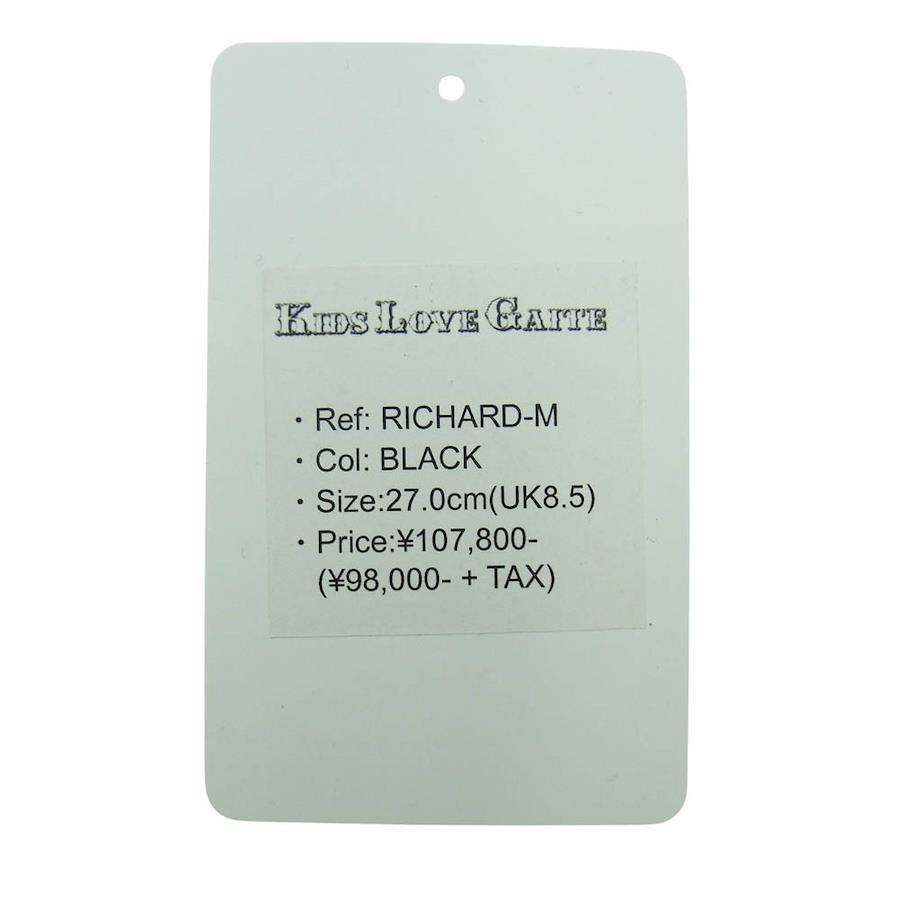 KIDS LOVE GAITE
・Ref: RICHARD-M
・Col: BLACK
・Size:27.0cm(UK8.5)
・Price:¥107,800-
(¥98,000- + TAX)